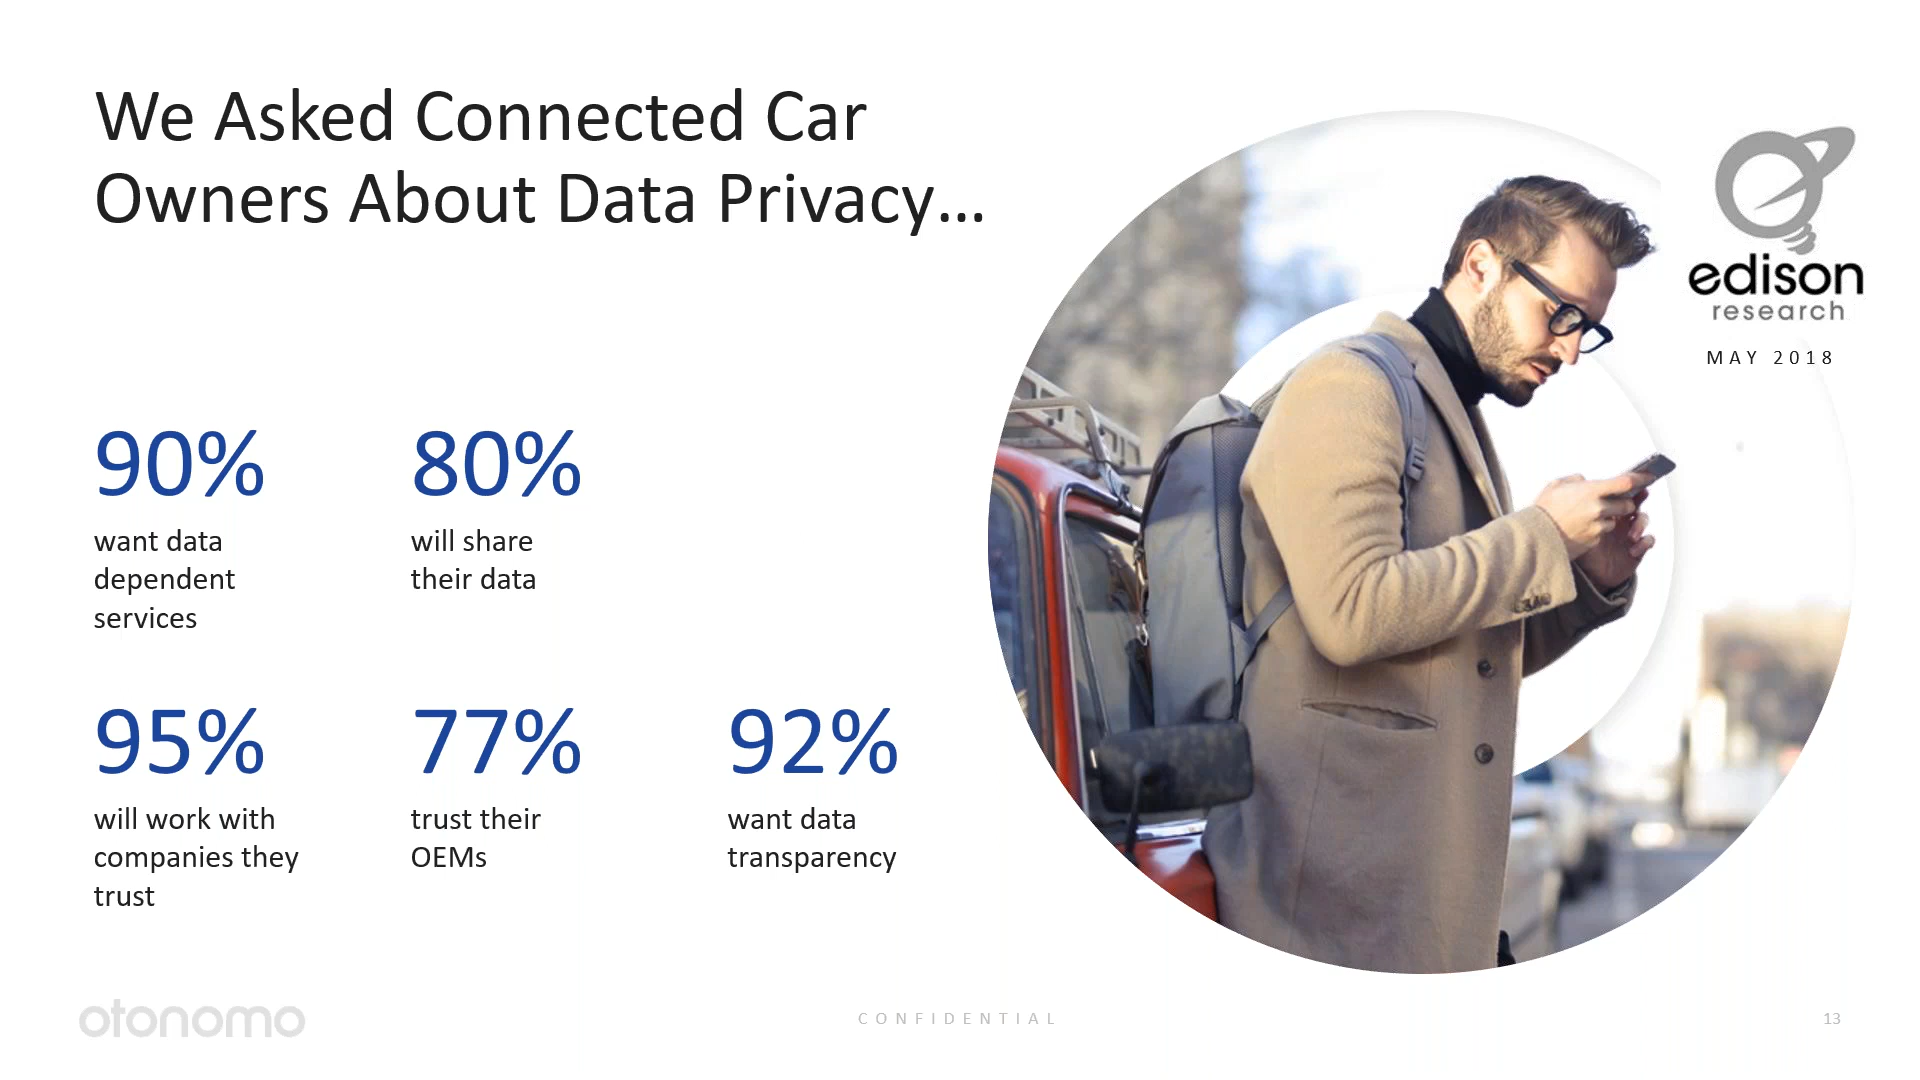 We Asked Connected Car
Owners About Data Privacy...
edison
research
MAY 2018
90%
want data
dependent
services
80%
will share
their data
95%
will work with
companies they
trust
77%
trust their
OEMs
92%
want data
transparency
otonomo
CONFIDENTIAL
13